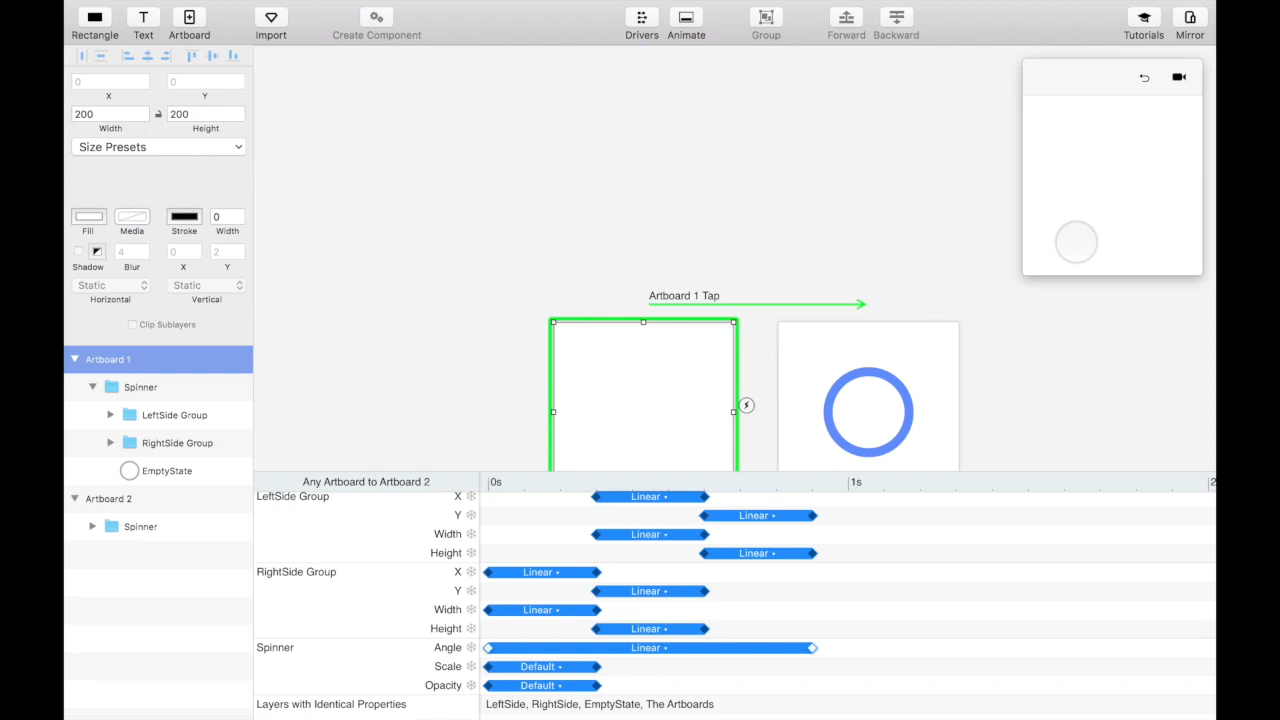 Rectangle Text Artboard Import Create Component Drivers Animate Group Forward Backward Tutorials Mirror
0 0
X Y
200 200
Width Height
Size Presets
0
Fill Media Stroke Width
4 0 2
Shadow Blur X Y
Static Static
Horizontal Vertical
Clip Sublayers
Artboard 1
Spinner
LeftSide Group
RightSide Group
EmptyState
Artboard 2
Spinner
Artboard 1 Tap
Any Artboard to Artboard 2 0s 1s 2
LeftSide Group X Linear
Y Linear
Width Linear
Height Linear
RightSide Group X Linear
Y Linear
Width Linear
Height Linear
Spinner Angle Linear
Scale Default
Opacity Default
Layers with Identical Properties LeftSide, RightSide, EmptyState, The Artboards